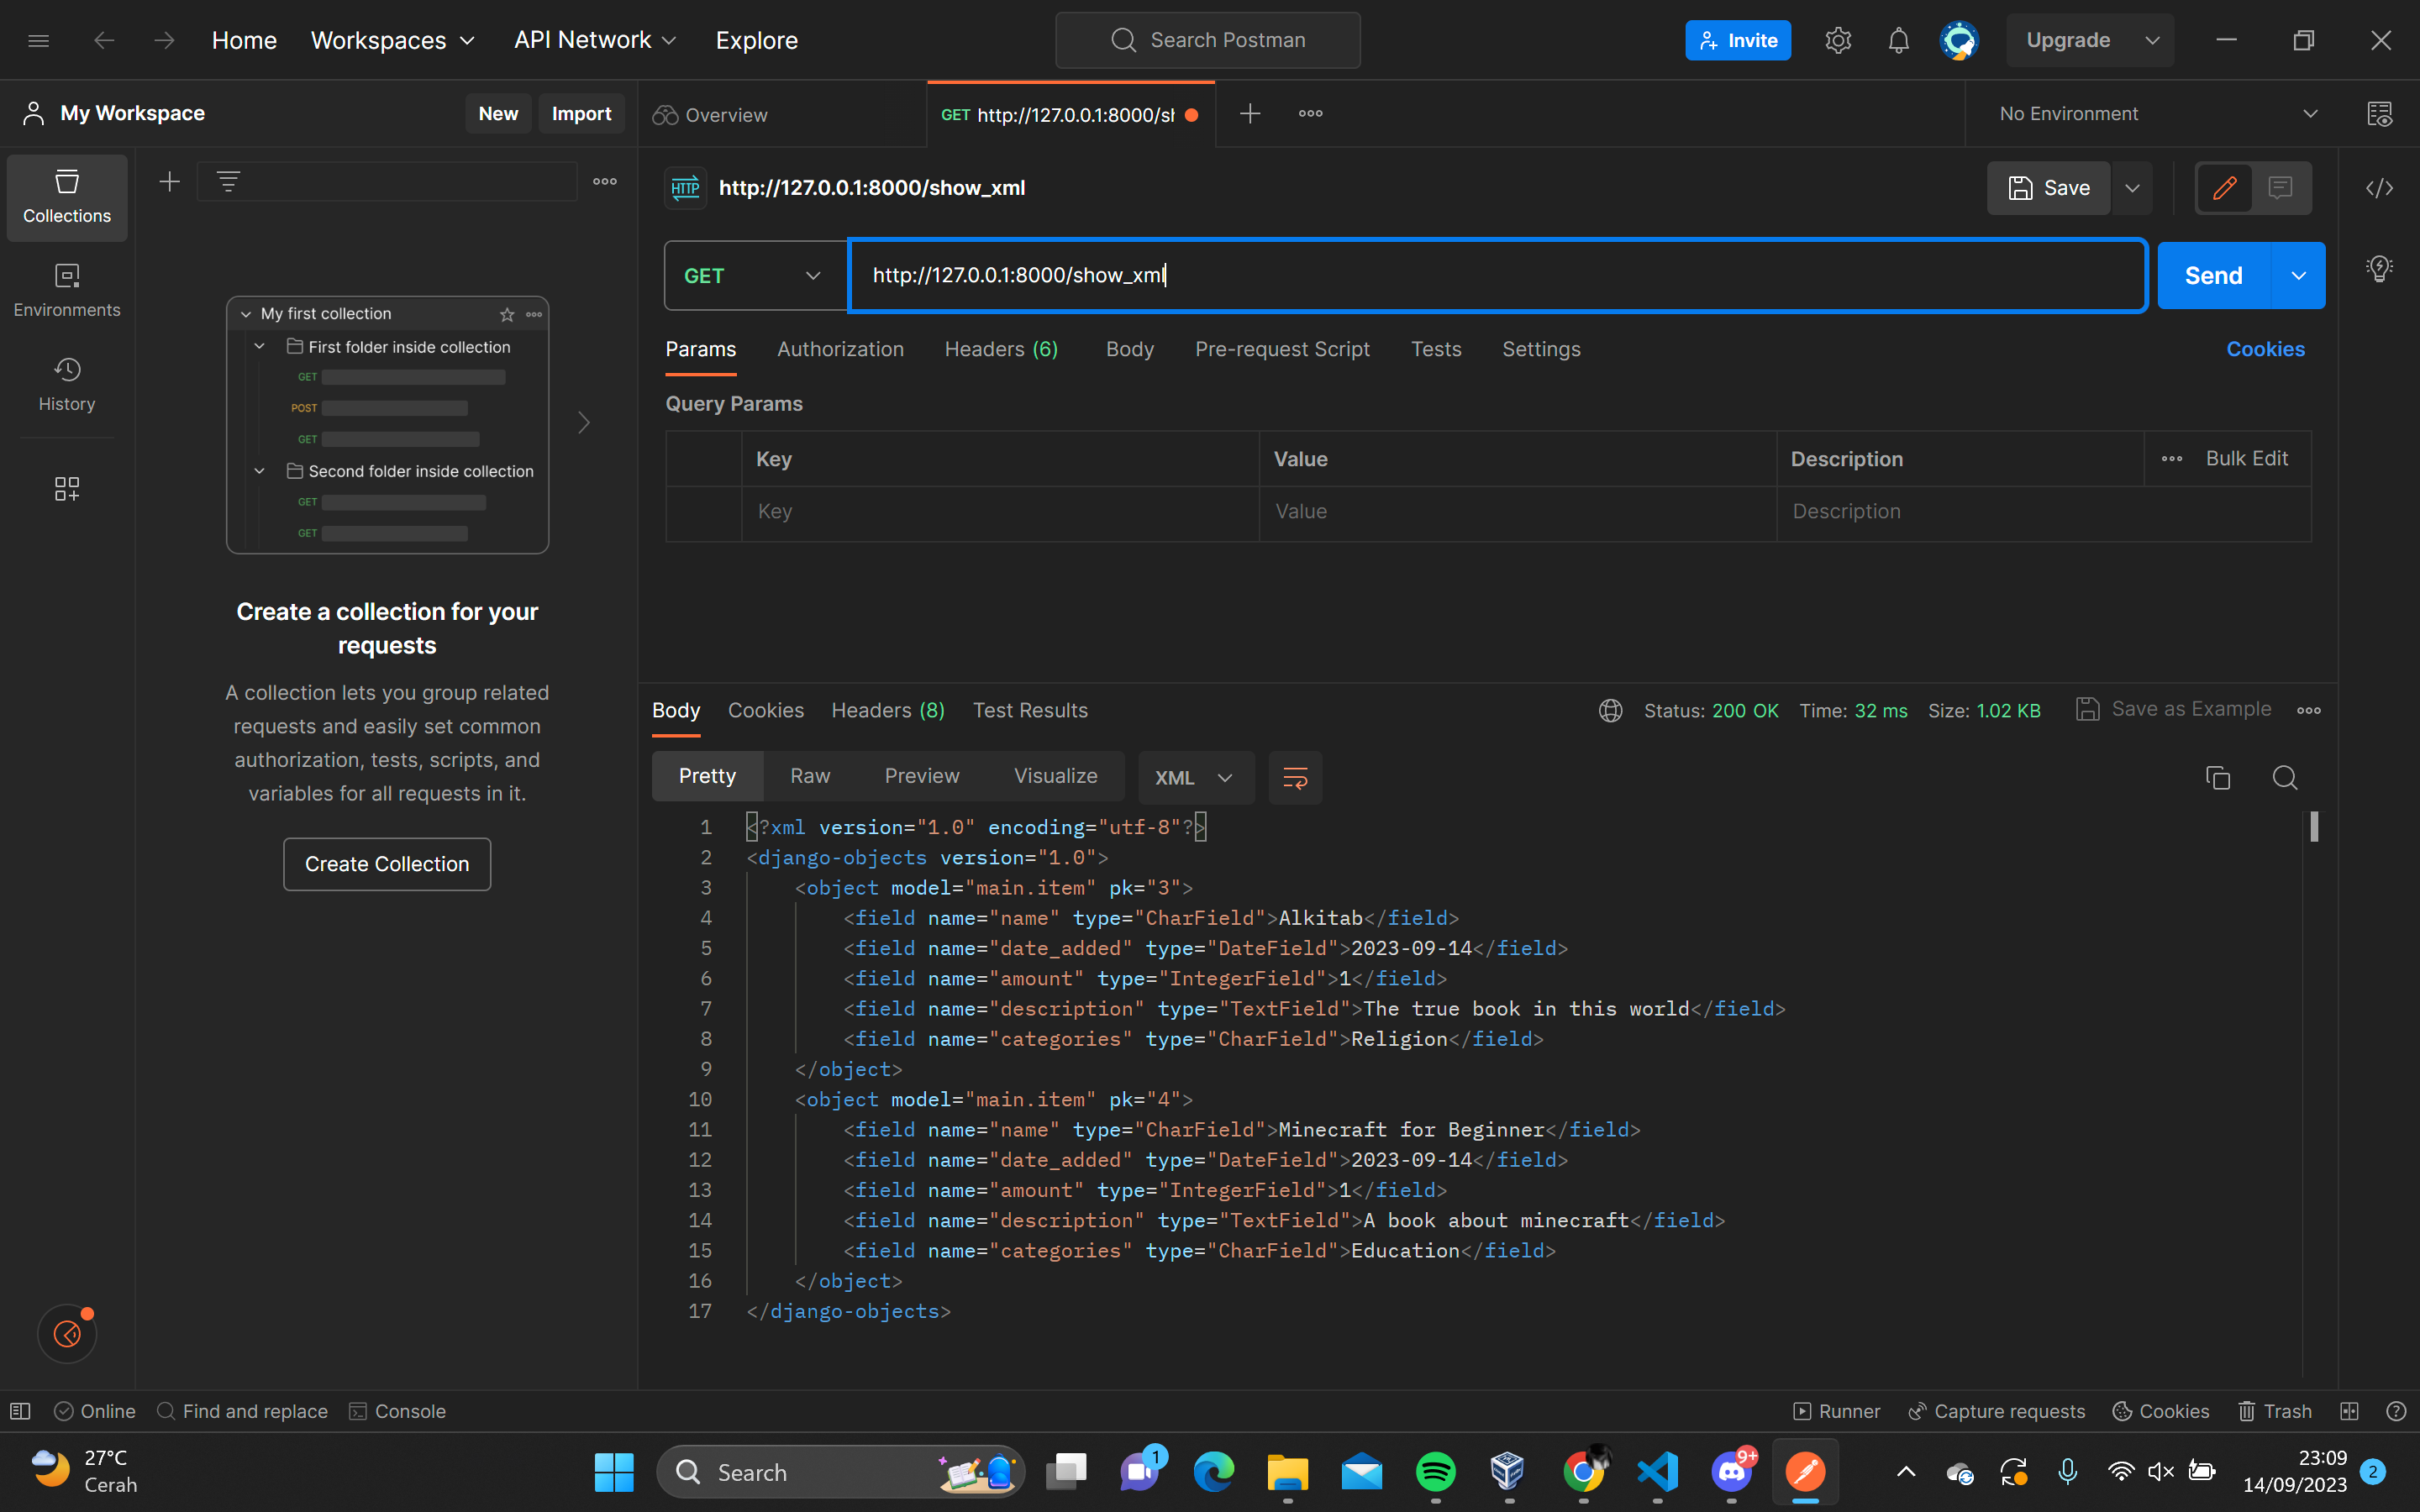 Home Workspaces API Network Explore Search Postman Invite Upgrade
My Workspace New Import Overview GET http://127.0.0.1:8000/sh No Environment
Collections
HTTP http://127.0.0.1:8000/show_xml Save
Environments
GET http://127.0.0.1:8000/show_xml Send
History
My first collection
First folder inside collection
GET
POST
GET
Second folder inside collection
GET
GET
Create a collection for your
requests
A collection lets you group related
requests and easily set common
authorization, tests, scripts, and
variables for all requests in it.
Create Collection
Params Authorization Headers (6) Body Pre-request Script Tests Settings Cookies
Query Params
Key Value Description Bulk Edit
Key Value Description
Body Cookies Headers (8) Test Results Status: 200 OK Time: 32 ms Size: 1.02 KB Save as Example
Pretty Raw Preview Visualize XML
1 <?xml version="1.0" encoding="utf-8"?>
2 <django-objects version="1.0">
3 <object model="main.item" pk="3">
4 <field name="name" type="CharField">Alkitab</field>
5 <field name="date_added" type="DateField">2023-09-14</field>
6 <field name="amount" type="IntegerField">1</field>
7 <field name="description" type="TextField">The true book in this world</field>
8 <field name="categories" type="CharField">Religion</field>
9 </object>
10 <object model="main.item" pk="4">
11 <field name="name" type="CharField">Minecraft for Beginner</field>
12 <field name="date_added" type="DateField">2023-09-14</field>
13 <field name="amount" type="IntegerField">1</field>
14 <field name="description" type="TextField">A book about minecraft</field>
15 <field name="categories" type="CharField">Education</field>
16 </object>
17 </django-objects>
Online Find and replace Console Runner Capture requests Cookies Trash
27°C
Cerah
Search
1
9+
23:09
14/09/2023
2